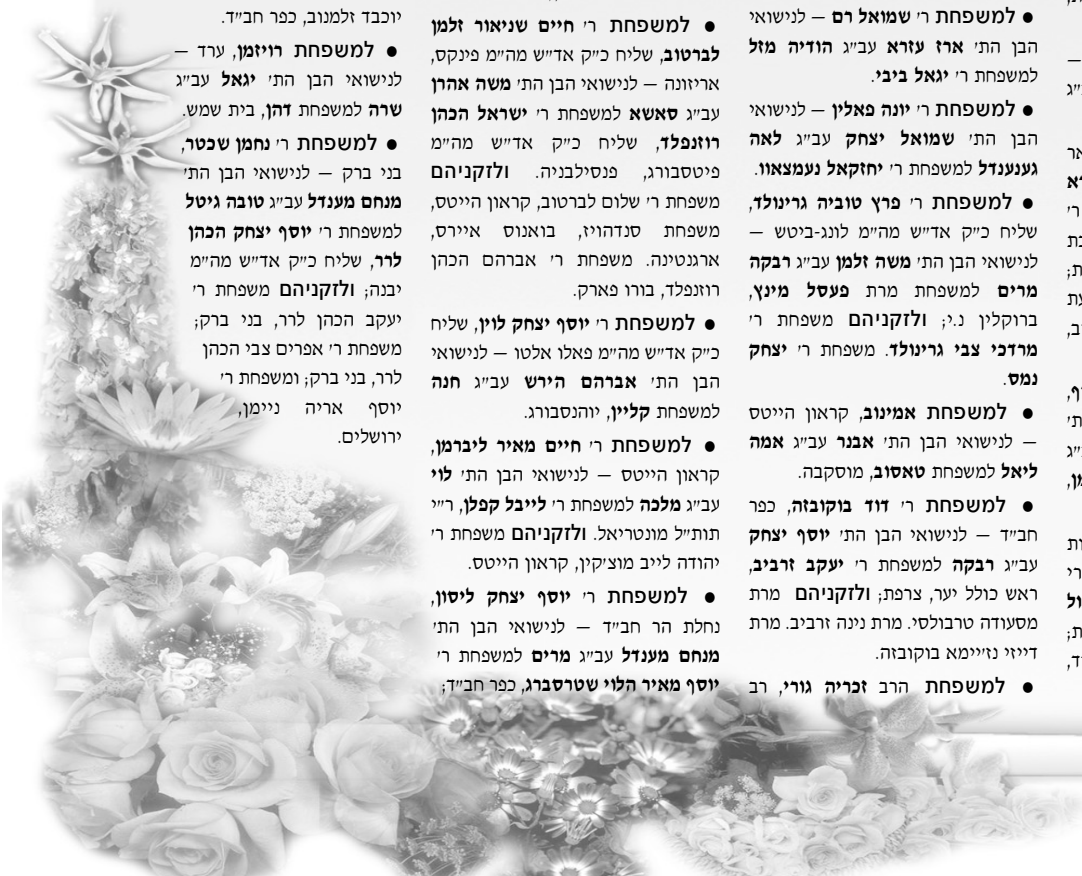 ● למשפחת ר׳ שמואל רם – לנישואי
הבן הת׳ ארז עזרא עב״ג הודיה מזל
למשפחת ר׳ יגאל ביבי.
● למשפחת ר׳ יונה פאלין – לנישואי
הבן הת׳ שמואל יצחק עב״ג לאה
גענענדל למשפחת ר׳ יחזקאל נעמצאוו.
● למשפחת ר׳ פרץ טוביה גרינולד,
שליח כ״ק אד״ש מה״מ לונג-ביטש –
לנישואי הבן הת׳ משה זלמן עב״ג רבקה
מרים למשפחת מרת פעסל מינץ,
ברוקלין נ.י; ולזקניהם משפחת ר׳
מרדכי צבי גרינולד. משפחת ר׳ יצחק
נמס.
● למשפחת אמינוב, קראון הייטס
– לנישואי הבן הת׳ אבנר עב״ג אמה
ליאל למשפחת טאסוב, מוסקבה.
● למשפחת ר׳ דוד בוקובזה, כפר
חב״ד – לנישואי הבן הת׳ יוסף יצחק
עב״ג רבקה למשפחת ר׳ יעקב זרביב,
ראש כולל יער, צרפת; ולזקניהם מרת
מסעודה טרבולסי. מרת נינה זרביב. מרת
דייזי נז׳יימא בוקובזה.
● למשפחת הרב זכריה גורי, רב
● למשפחת ר׳ חיים שניאור זלמן
לברטוב, שליח כ״ק אד״ש מה״מ פינקס,
אריזונה – לנישואי הבן הת׳ משה אהרן
עב״ג סאשא למשפחת ר׳ ישראל הכהן
רוזנפלד, שליח כ״ק אד״ש מה״מ
פיטסבורג, פנסילבניה. ולזקניהם
משפחת ר׳ שלום לברטוב, קראון הייטס,
משפחת סנדהויז, בואנוס איירס,
ארגנטינה. משפחת ר׳ אברהם הכהן
רוזנפלד, בורו פארק.
● למשפחת ר׳ יוסף יצחק לוין, שליח
כ״ק אד״ש מה״מ פאלו אלטו – לנישואי
הבן הת׳ אברהם הירש עב״ג חנה
למשפחת קליין, יוהנסבורג.
● למשפחת ר׳ חיים מאיר ליברמן,
קראון הייטס – לנישואי הבן הת׳ לוי
עב״ג מלכה למשפחת ר׳ לייבל קפלן, ר״י
תות״ל מונטריאל. ולזקניהם משפחת ר׳
יהודה לייב מוצ׳קין, קראון הייטס.
● למשפחת ר׳ יוסף יצחק ליסון,
נחלת הר חב״ד – לנישואי הבן הת׳
מנחם מענדל עב״ג מרים למשפחת ר׳
יוסף מאיר הלוי שטרסברג, כפר חב״ד;
יוכבד זלמנוב, כפר חב״ד.
● למשפחת רויזמן, ערד –
לנישואי הבן הת׳ יגאל עב״ג
שרה למשפחת דהן, בית שמש.
● למשפחת ר׳ נחמן שכטר,
בני ברק – לנישואי הבן הת׳
מנחם מענדל עב״ג טובה גיטל
למשפחת ר׳ יוסף יצחק הכהן
לרר, שליח כ״ק אד״ש מה״מ
יבנה; ולזקניהם משפחת ר׳
יעקב הכהן לרר, בני ברק;
משפחת ר׳ אפרים צבי הכהן
לרר, בני ברק; ומשפחת ר׳
יוסף אריה ניימן,
ירושלים.